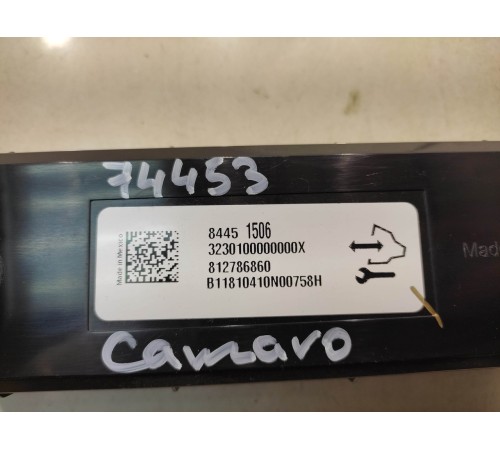 74453
8445 1506
3230100000000X
812786860
B11810410N00758H
Made in Mexico
Mad
Camaro